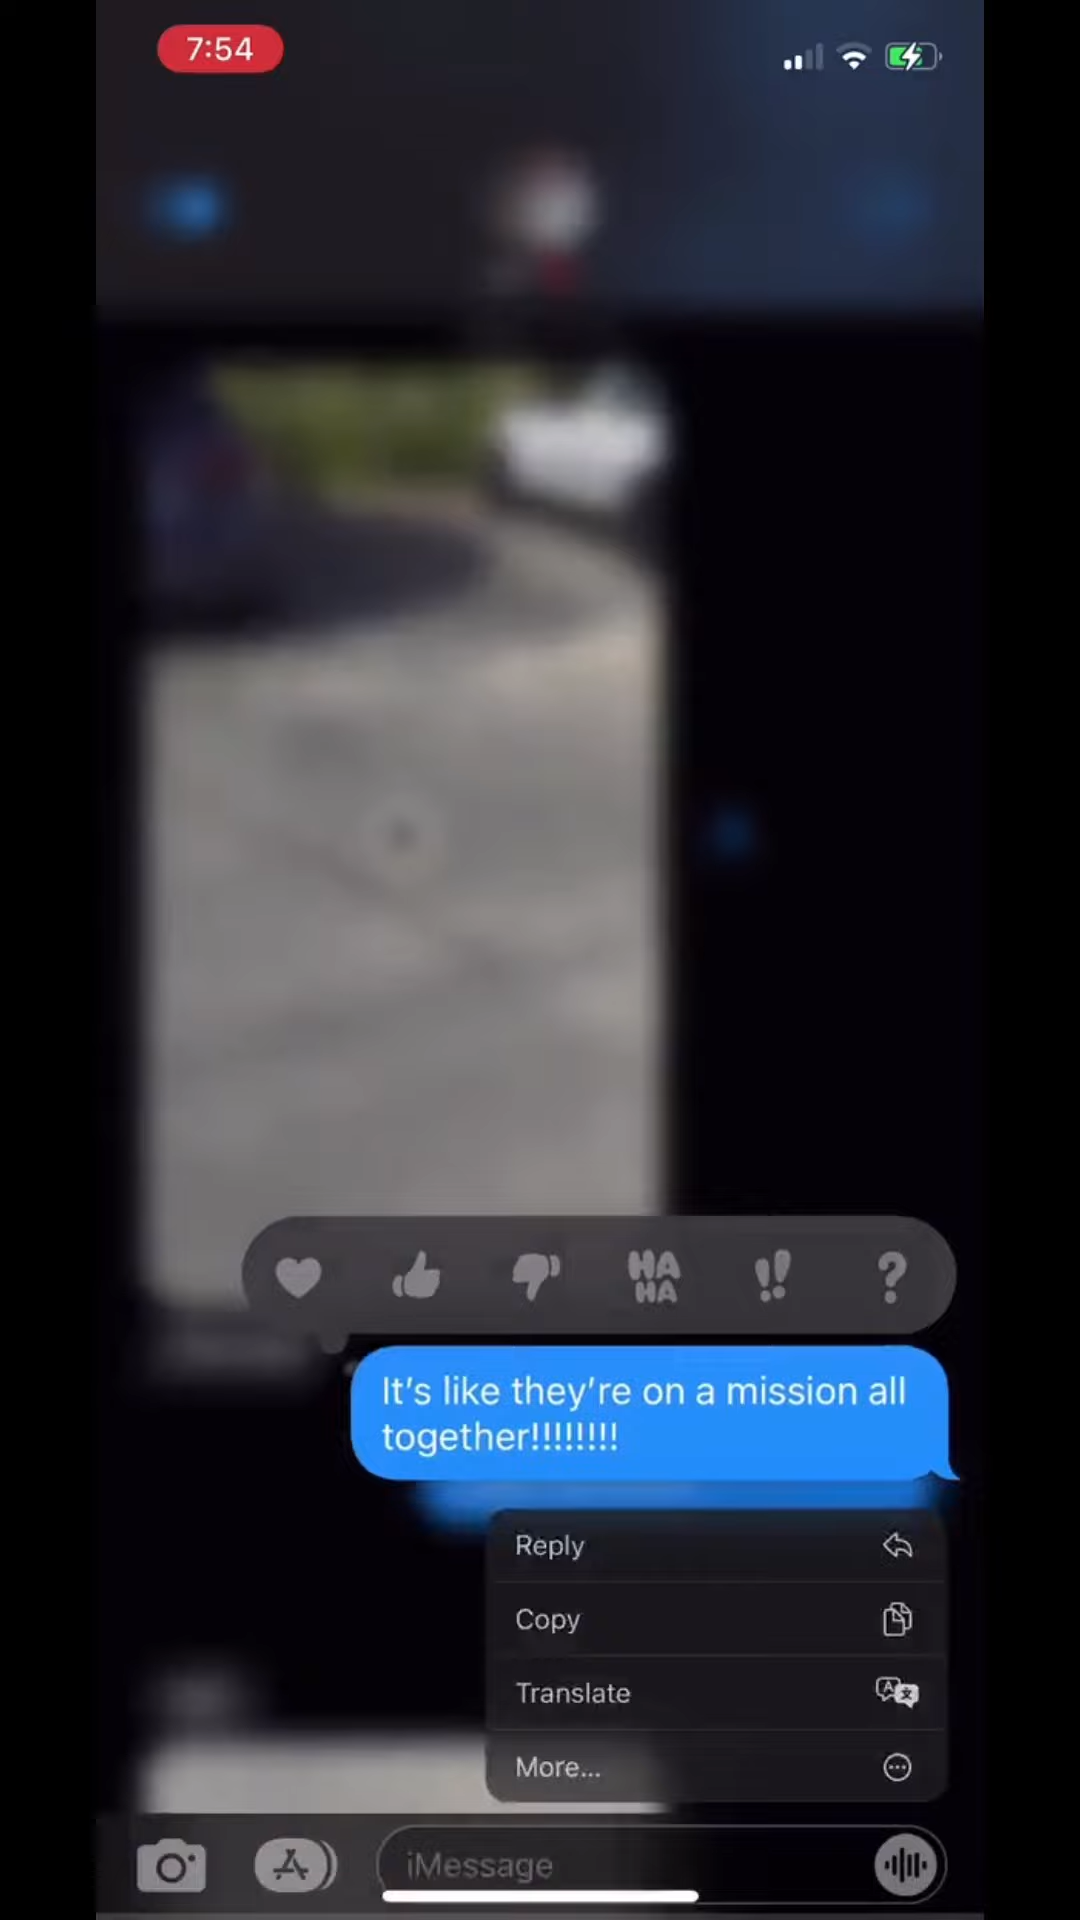 7:54
HA
HA
!!
?
It’s like they’re on a mission all
together!!!!!!!!
Reply
Copy
Translate
More...
iMessage